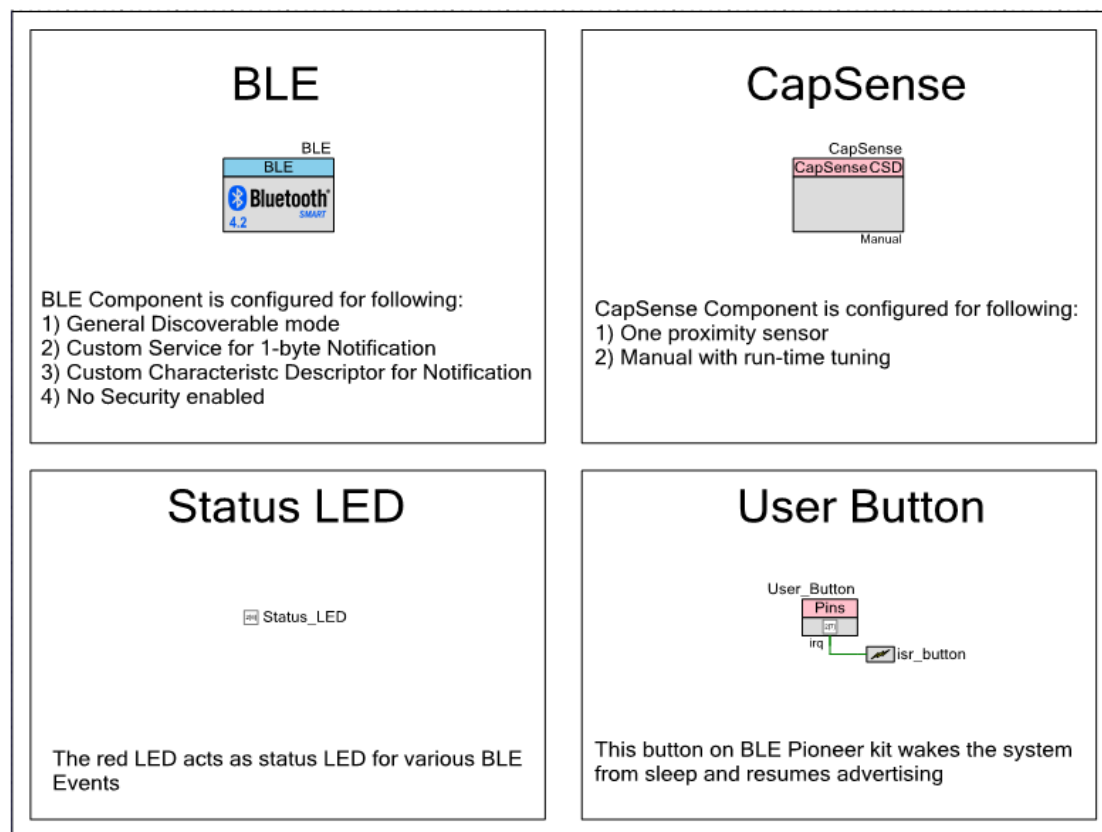 BLE
BLE
BLE
Bluetooth
SMART
4.2
BLE Component is configured for following:
1) General Discoverable mode
2) Custom Service for 1-byte Notification
3) Custom Characteristc Descriptor for Notification
4) No Security enabled
CapSense
CapSense
CapSense CSD
Manual
CapSense Component is configured for following:
1) One proximity sensor
2) Manual with run-time tuning
Status LED
Status_LED
The red LED acts as status LED for various BLE
Events
User Button
User_Button
Pins
irq
isr_button
This button on BLE Pioneer kit wakes the system
from sleep and resumes advertising